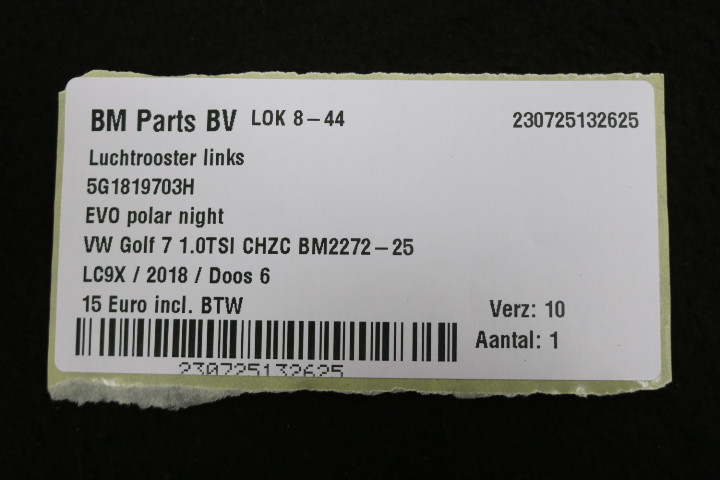 BM Parts BV LOK 8-44 230725132625
Luchtrooster links
5G1819703H
EVO polar night
VW Golf 7 1.0TSI CHZC BM2272-25
LC9X / 2018 / Doos 6
15 Euro incl. BTW Verz: 10
Aantal: 1
230725132625